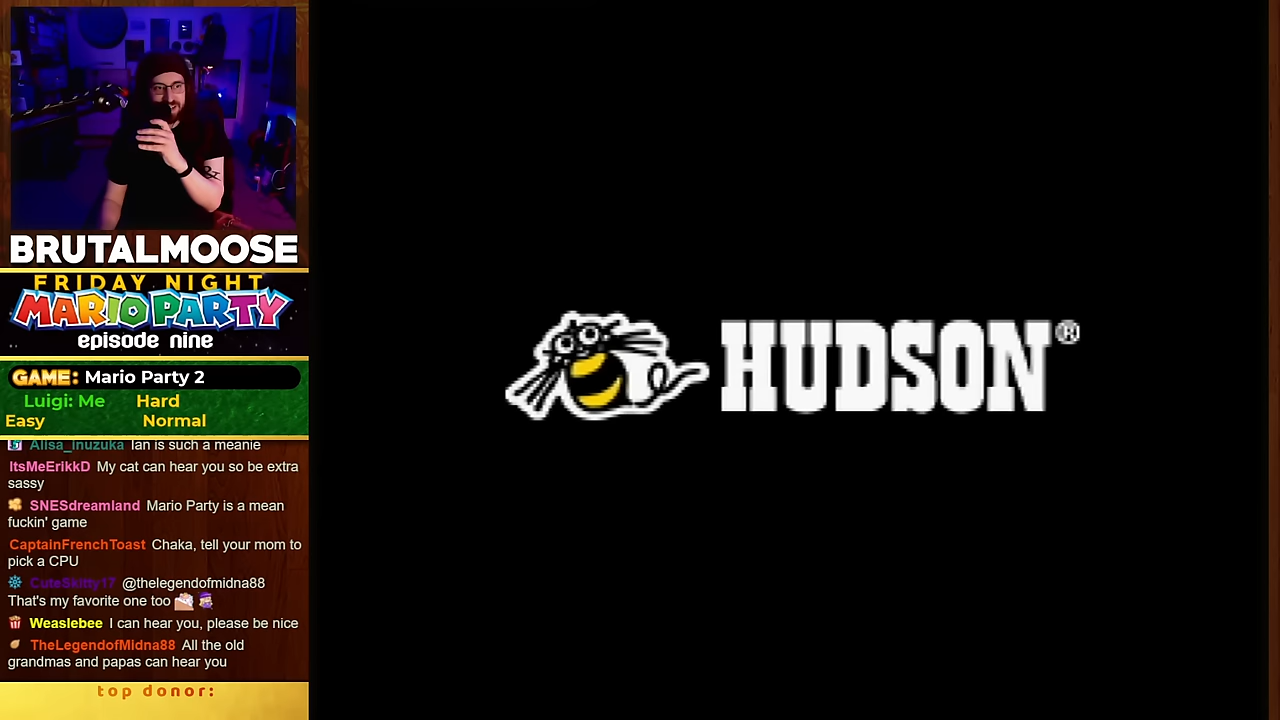 BRUTALMOOSE
FRIDAY NIGHT
MARIO PARTY
episode nine
GAME: Mario Party 2
Luigi: Me Hard
Easy Normal
Alisa_Inuzuka Ian is such a meanie
ItsMeErikkD My cat can hear you so be extra
sassy
SNESdreamland Mario Party is a mean
fuckin' game
CaptainFrenchToast Chaka, tell your mom to
pick a CPU
CuteSkitty17 @thelegendofmidna88
That's my favorite one too
Weaslebee I can hear you, please be nice
TheLegendofMidna88 All the old
grandmas and papas can hear you
top donor:
HUDSON®
&